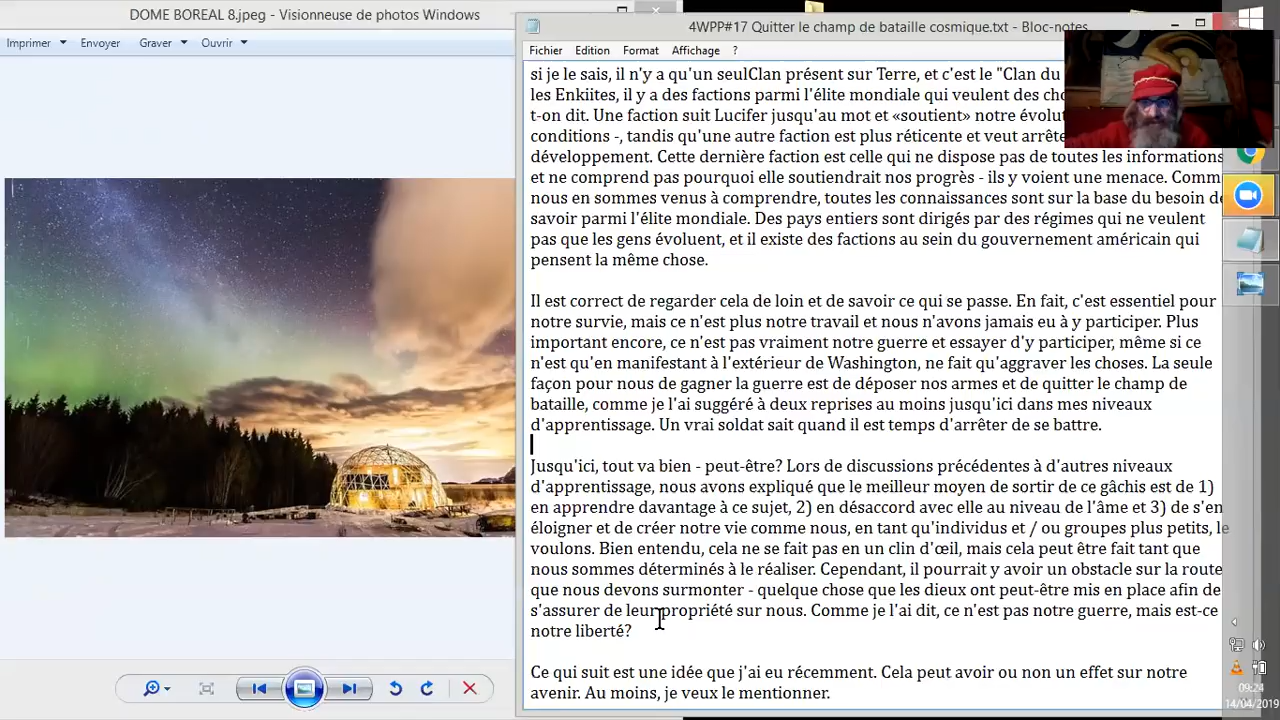 DOME BOREAL 8.jpeg - Visionneuse de photos Windows
Imprimer Envoyer Graver Ouvrir
4WPP#17 Quitter le champ de bataille cosmique.txt - Bloc-notes
Fichier Edition Format Affichage ?
si je le sais, il n'y a qu'un seulClan présent sur Terre, et c'est le "Clan du
les Enkiites, il y a des factions parmi l'élite mondiale qui veulent des
t-on dit. Une faction suit Lucifer jusqu'au mot et «soutient» notre
conditions -, tandis qu'une autre faction est plus réticente et veut
développement. Cette dernière faction est celle qui ne dispose pas de toutes les informations
et ne comprend pas pourquoi elle soutiendrait nos progrès - ils y voient une menace.
nous en sommes venus à comprendre, toutes les connaissances sont sur la base du besoin de
savoir parmi l'élite mondiale. Des pays entiers sont dirigés par des régimes qui ne veulent
pas que les gens évoluent, et il existe des factions au sein du gouvernement américain qui
pensent la même chose.
Il est correct de regarder cela de loin et de savoir ce qui se passe. En fait, c'est essentiel pour
notre survie, mais ce n'est plus notre travail et nous n'avons jamais eu à y participer. Plus
important encore, ce n'est pas vraiment notre guerre et essayer d'y participer, même si ce
n'est qu'en manifestant à l'extérieur de Washington, ne fait qu'aggraver les choses. La seule
façon pour nous de gagner la guerre est de déposer nos armes et de quitter le champ de
bataille, comme je l'ai suggéré à deux reprises au moins jusqu'ici dans mes niveaux
d'apprentissage. Un vrai soldat sait quand il est temps d'arrêter de se battre.
Jusqu'ici, tout va bien - peut-être? Lors de discussions précédentes à d'autres niveaux
d'apprentissage, nous avons expliqué que le meilleur moyen de sortir de ce gâchis est de 1)
en apprendre davantage à ce sujet, 2) en désaccord avec elle au niveau de l'âme et 3) de s'en
éloigner et de créer notre vie comme nous, en tant qu'individus et / ou groupes plus petits, le
voulons. Bien entendu, cela ne se fait pas en un clin d'œil, mais cela peut être fait tant que
nous sommes déterminés à le réaliser. Cependant, il pourrait y avoir un obstacle sur la route
que nous devons surmonter - quelque chose que les dieux ont peut-être mis en place afin de
s'assurer de leur propriété sur nous. Comme je l'ai dit, ce n'est pas notre guerre, mais est-ce
notre liberté?
Ce qui suit est une idée que j'ai eu récemment. Cela peut avoir ou non un effet sur notre
avenir. Au moins, je veux le mentionner.
09:24
14/04/2019